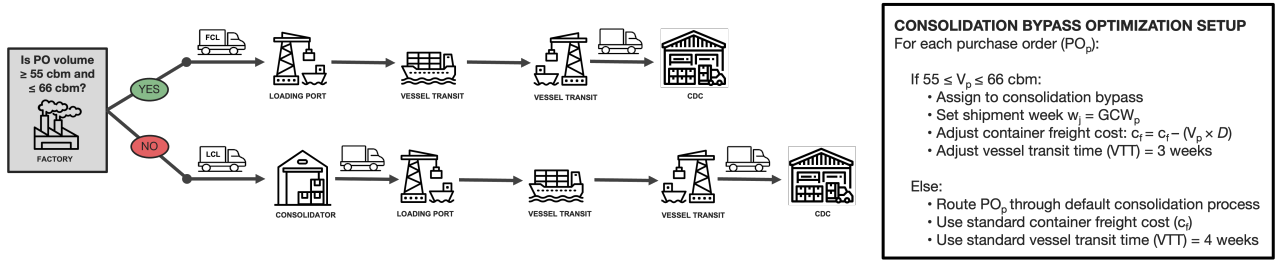 Is PO volume
≥ 55 cbm and
≤ 66 cbm?
FACTORY
YES
NO
FCL
LOADING PORT
VESSEL TRANSIT
VESSEL TRANSIT
CDC
LCL
CONSOLIDATOR
LOADING PORT
VESSEL TRANSIT
VESSEL TRANSIT
CDC
CONSOLIDATION BYPASS OPTIMIZATION SETUP
For each purchase order (POₚ):
If 55 ≤ Vₚ ≤ 66 cbm:
• Assign to consolidation bypass
• Set shipment week wⱼ = GCWₚ
• Adjust container freight cost: c_f = c_f – (Vₚ × D)
• Adjust vessel transit time (VTT) = 3 weeks
Else:
• Route POₚ through default consolidation process
• Use standard container freight cost (c_f)
• Use standard vessel transit time (VTT) = 4 weeks